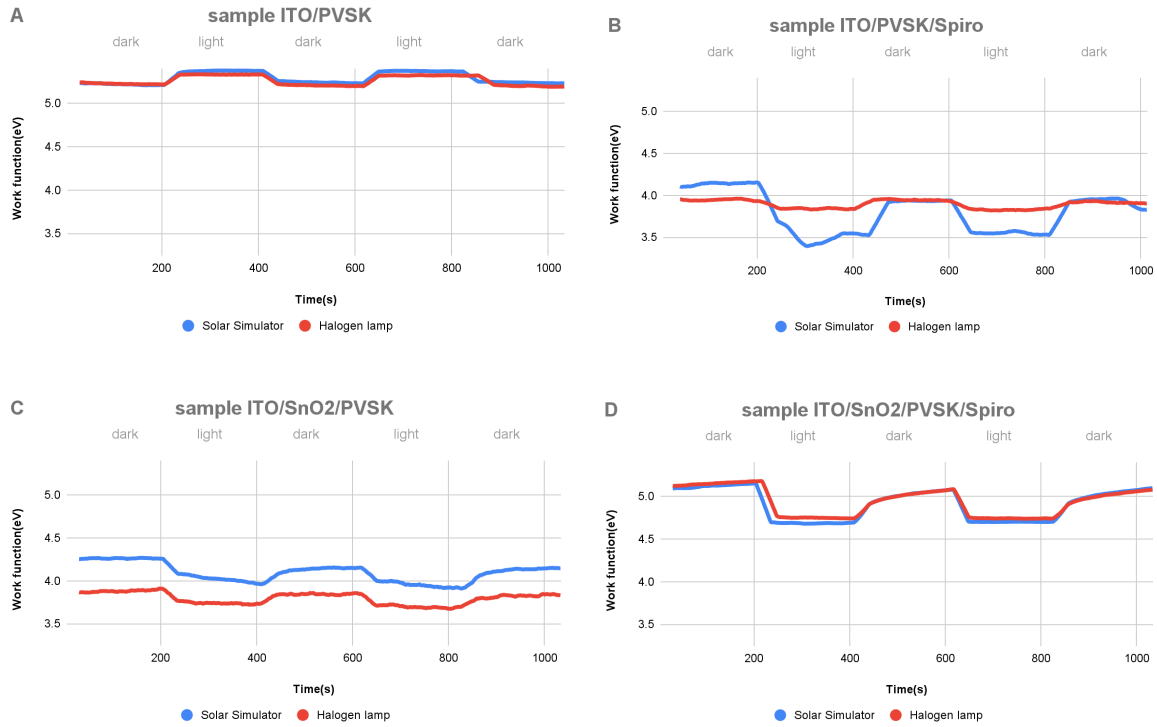 A
sample ITO/PVSK
dark light dark light dark
Work function(eV)
5.0
4.5
4.0
3.5
200 400 600 800 1000
Time(s)
Solar Simulator Halogen lamp
B
sample ITO/PVSK/Spiro
dark light dark light dark
Work function(eV)
5.0
4.5
4.0
3.5
200 400 600 800 1000
Time(s)
Solar Simulator Halogen lamp
C
sample ITO/SnO2/PVSK
dark light dark light dark
Work function(eV)
5.0
4.5
4.0
3.5
200 400 600 800 1000
Time(s)
Solar Simulator Halogen lamp
D
sample ITO/SnO2/PVSK/Spiro
dark light dark light dark
Work function(eV)
5.0
4.5
4.0
3.5
200 400 600 800 1000
Time(s)
Solar Simulator Halogen lamp